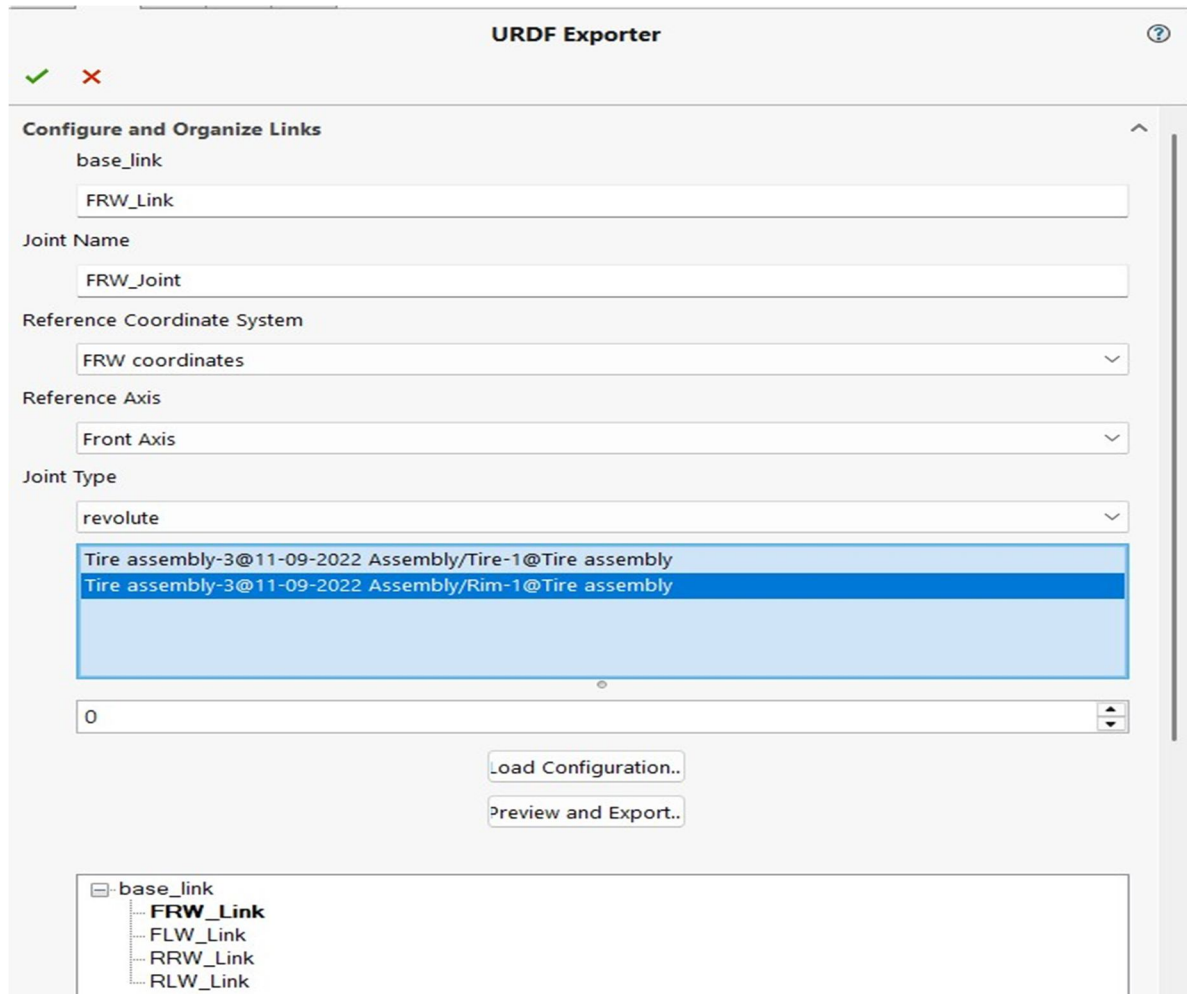 URDF Exporter
Configure and Organize Links
base_link
FRW_Link
Joint Name
FRW_Joint
Reference Coordinate System
FRW coordinates
Reference Axis
Front Axis
Joint Type
revolute
Tire assembly-3@11-09-2022 Assembly/Tire-1@Tire assembly
Tire assembly-3@11-09-2022 Assembly/Rim-1@Tire assembly
0
Load Configuration..
Preview and Export..
base_link
FRW_Link
FLW_Link
RRW_Link
RLW_Link